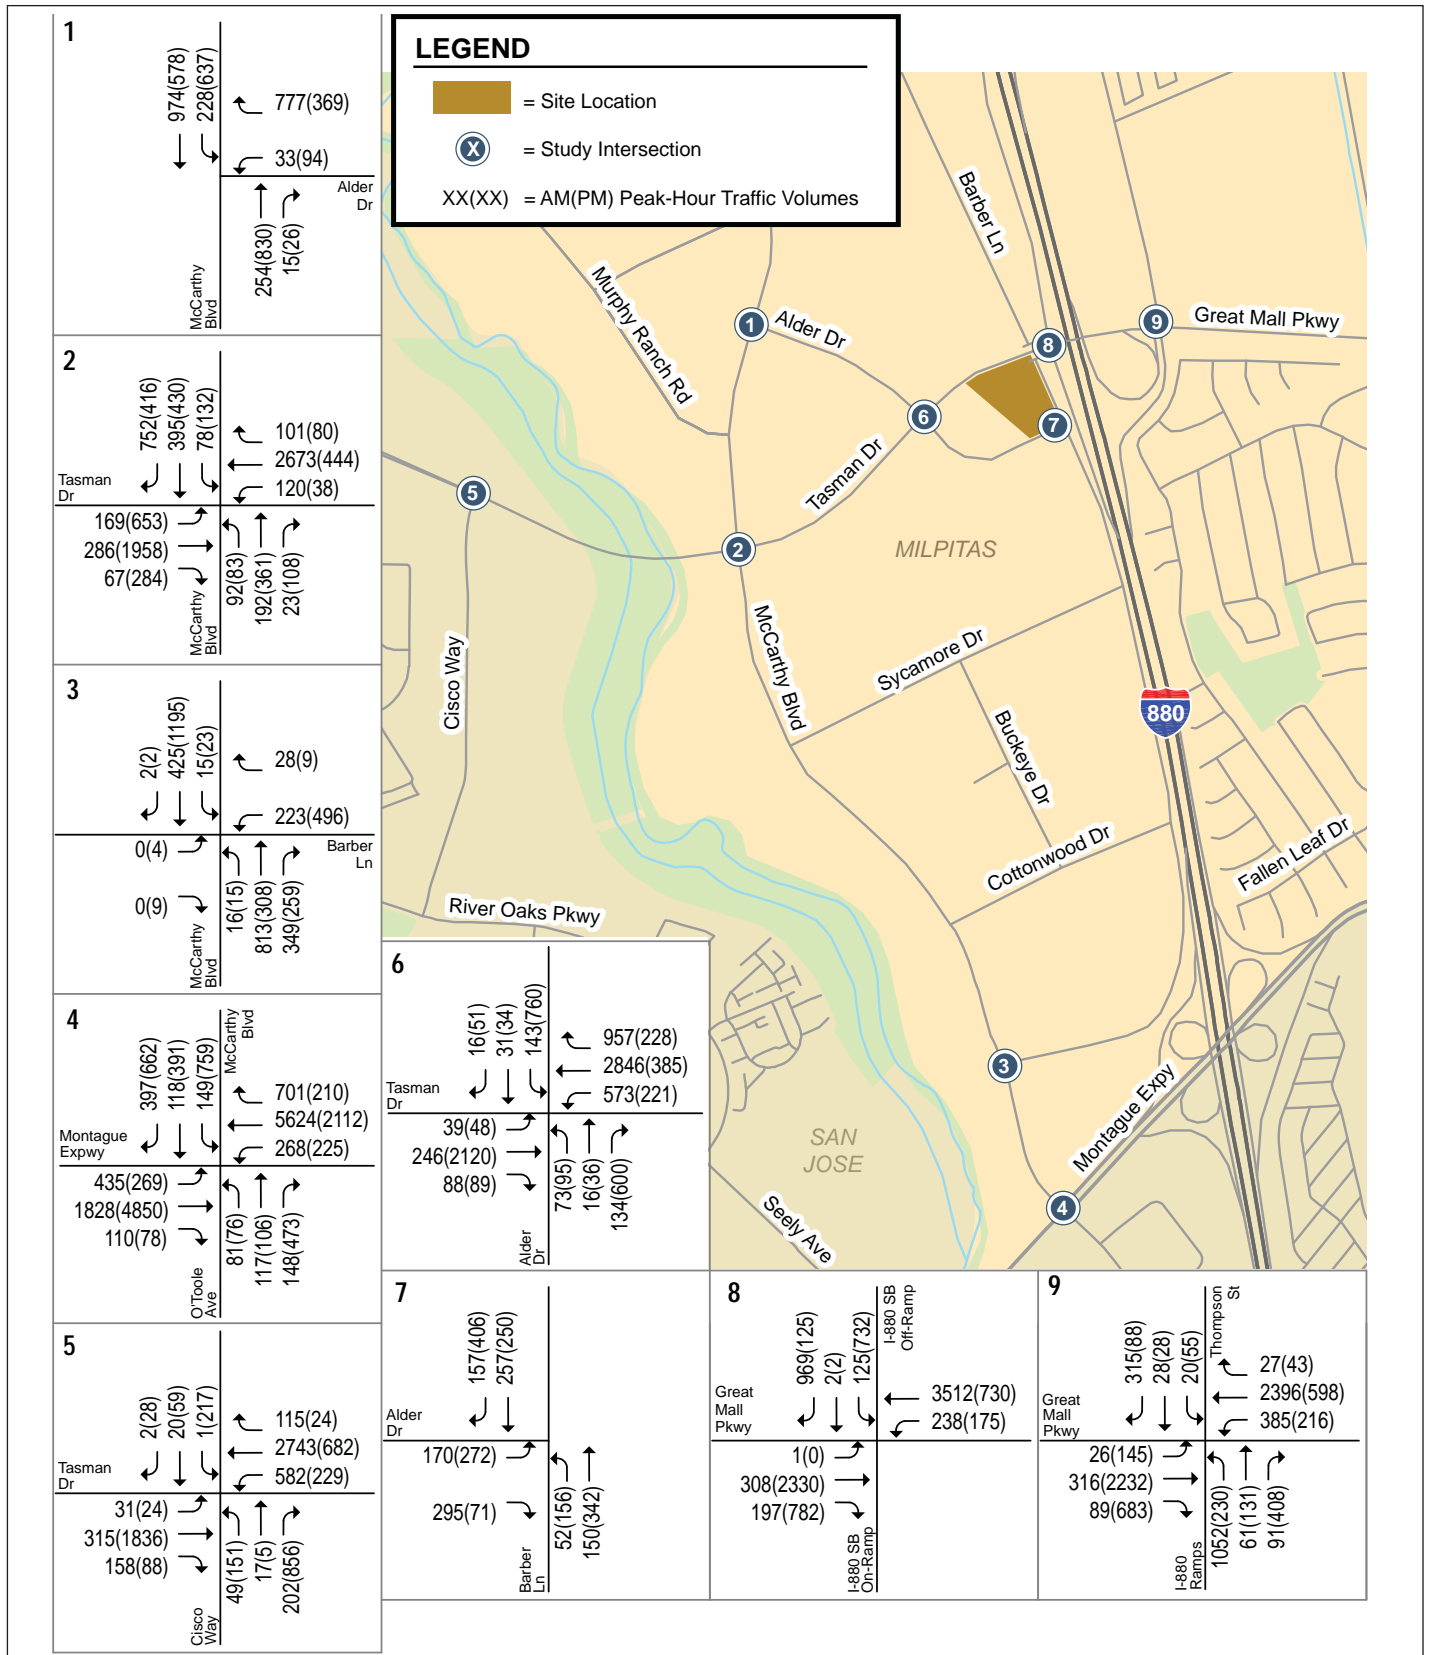 1
974(578)
228(637)
777(369)
33(94)
Alder
Dr
254(830)
15(26)
McCarthy
Blvd
LEGEND
= Site Location
X
= Study Intersection
XX(XX) = AM(PM) Peak-Hour Traffic Volumes
2
752(416)
395(430)
78(132)
101(80)
2673(444)
120(38)
Tasman
Dr
169(653)
286(1958)
67(284)
92(83)
192(361)
23(108)
McCarthy
Blvd
3
2(2)
425(1195)
15(23)
28(9)
223(496)
Barber
Ln
0(4)
0(9)
16(15)
813(308)
349(259)
McCarthy
Blvd
4
397(662)
118(391)
149(759)
McCarthy
Blvd
701(210)
5624(2112)
268(225)
Montague
Expwy
435(269)
1828(4850)
110(78)
81(76)
117(106)
148(473)
O'Toole
Ave
5
2(28)
20(59)
1(217)
115(24)
2743(682)
582(229)
Tasman
Dr
31(24)
315(1836)
158(88)
49(151)
17(5)
202(856)
Cisco
Way
6
16(51)
31(34)
143(760)
957(228)
2846(385)
573(221)
Tasman
Dr
39(48)
246(2120)
88(89)
73(95)
16(36)
134(600)
Alder
Dr
7
157(406)
257(250)
Alder
Dr
170(272)
295(71)
52(156)
150(342)
Barber
Ln
8
969(125)
2(2)
125(732)
I-880 SB
Off-Ramp
3512(730)
238(175)
Great
Mall
Pkwy
1(0)
308(2330)
197(782)
I-880 SB
On-Ramp
9
315(88)
28(28)
20(55)
Thompson
St
27(43)
2396(598)
385(216)
Great
Mall
Pkwy
26(145)
316(2232)
89(683)
1052(230)
61(131)
91(408)
I-880
Ramps
Barber Ln
Murphy Ranch Rd
1
Alder Dr
8
9
Great Mall Pkwy
6
7
Tasman Dr
5
2
MILPITAS
McCarthy Blvd
Cisco Way
Sycamore Dr
Buckeye Dr
880
Cottonwood Dr
Fallen Leaf Dr
River Oaks Pkwy
3
Montague Expy
SAN
JOSE
Seely Ave
4